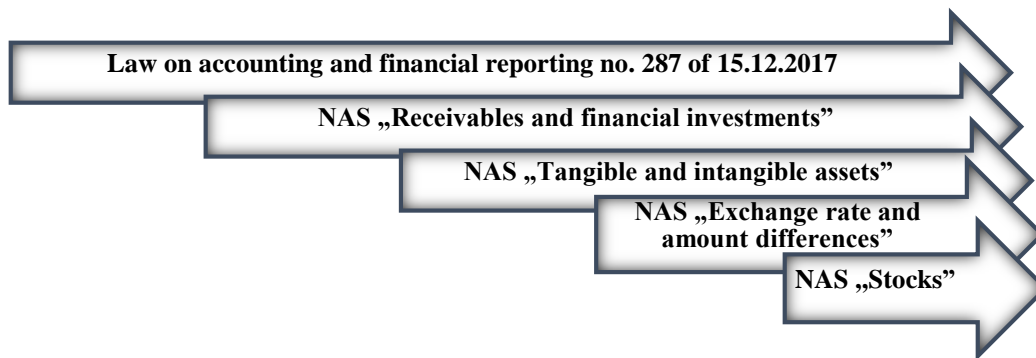 Law on accounting and financial reporting no. 287 of 15.12.2017
NAS „Receivables and financial investments”
NAS „Tangible and intangible assets”
NAS „Exchange rate and
amount differences”
NAS „Stocks”